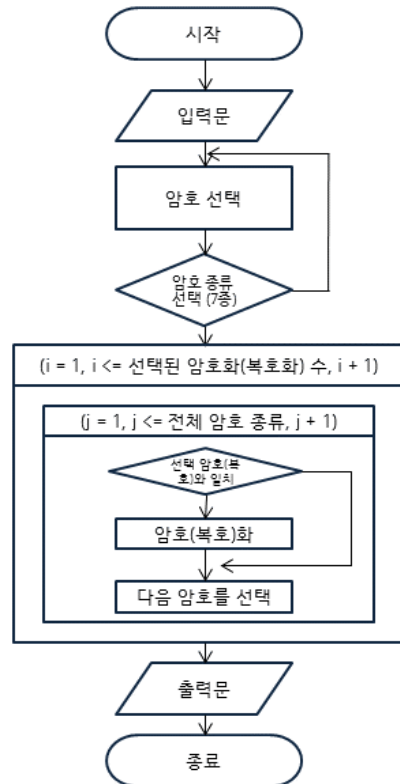 시작
입력문
암호 선택
암호 종류
선택 (7종)
(i = 1, i <= 선택된 암호화(복호화) 수, i + 1)
(j = 1, j <= 전체 암호 종류, j + 1)
선택 암호(복
호)와 일치
암호(복호)화
다음 암호를 선택
출력문
종료